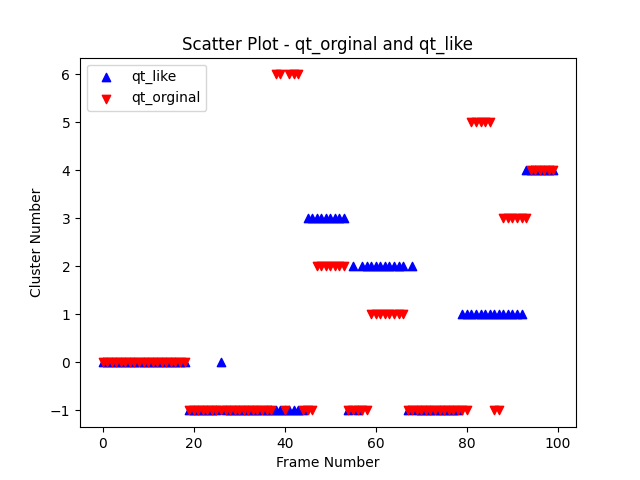 Scatter Plot - qt_orginal and qt_like
qt_like
qt_orginal
6
5
4
3
2
1
0
−1
Cluster Number
0 20 40 60 80 100
Frame Number